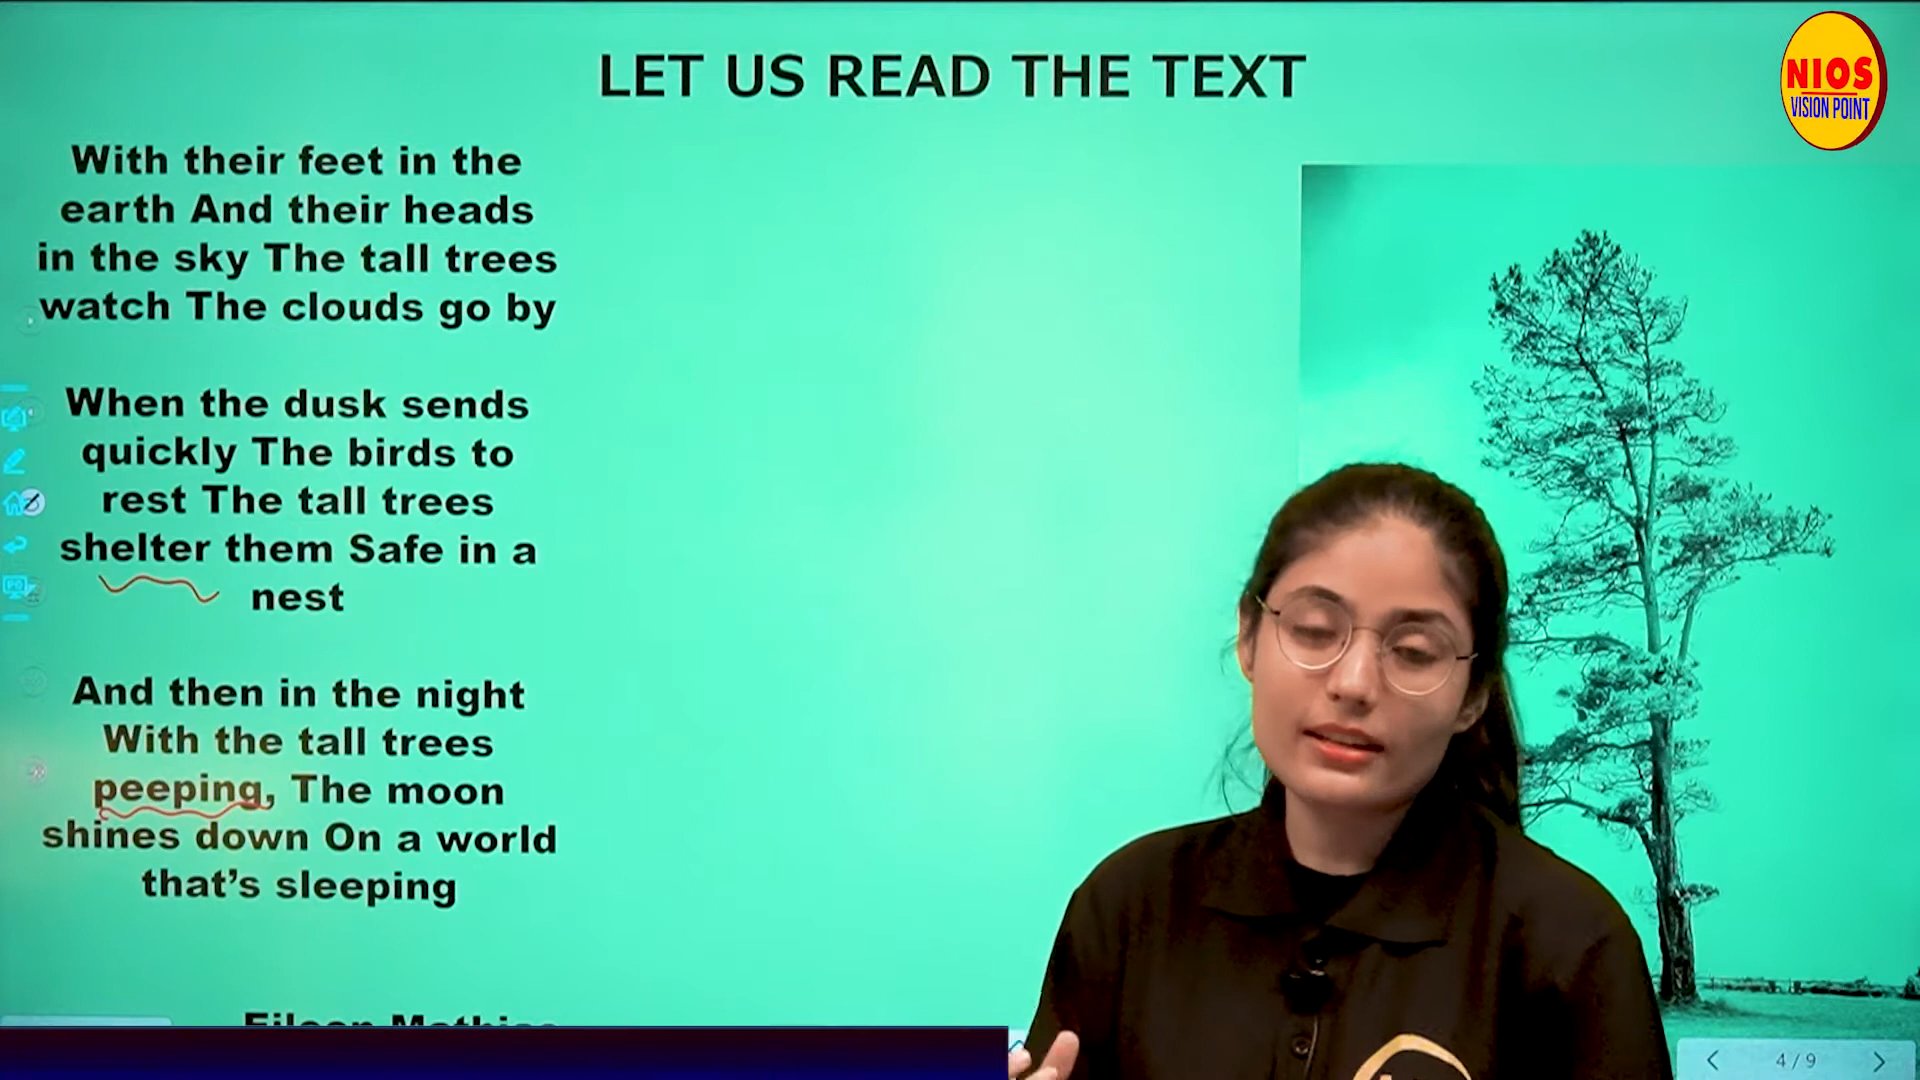 LET US READ THE TEXT
NIOS
VISION POINT
With their feet in the
earth And their heads
in the sky The tall trees
watch The clouds go by
When the dusk sends
quickly The birds to
rest The tall trees
shelter them Safe in a
nest
And then in the night
With the tall trees
peeping, The moon
shines down On a world
that’s sleeping
Eileen Mathias
4 / 9